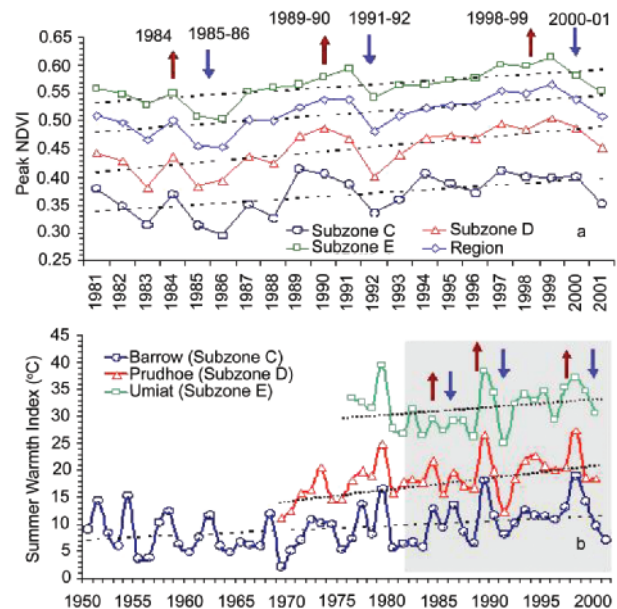 1984 1985-86 1989-90 1991-92 1998-99 2000-01
Peak NDVI
0.65
0.60
0.55
0.50
0.45
0.40
0.35
0.30
0.25
Subzone C Subzone D
Subzone E Region
a
1981 1982 1983 1984 1985 1986 1987 1988 1989 1990 1991 1992 1993 1994 1995 1996 1997 1998 1999 2000 2001
Summer Warmth Index (°C)
45
40
35
30
25
20
15
10
5
0
Barrow (Subzone C)
Prudhoe (Subzone D)
Umiat (Subzone E)
b
1950 1955 1960 1965 1970 1975 1980 1985 1990 1995 2000